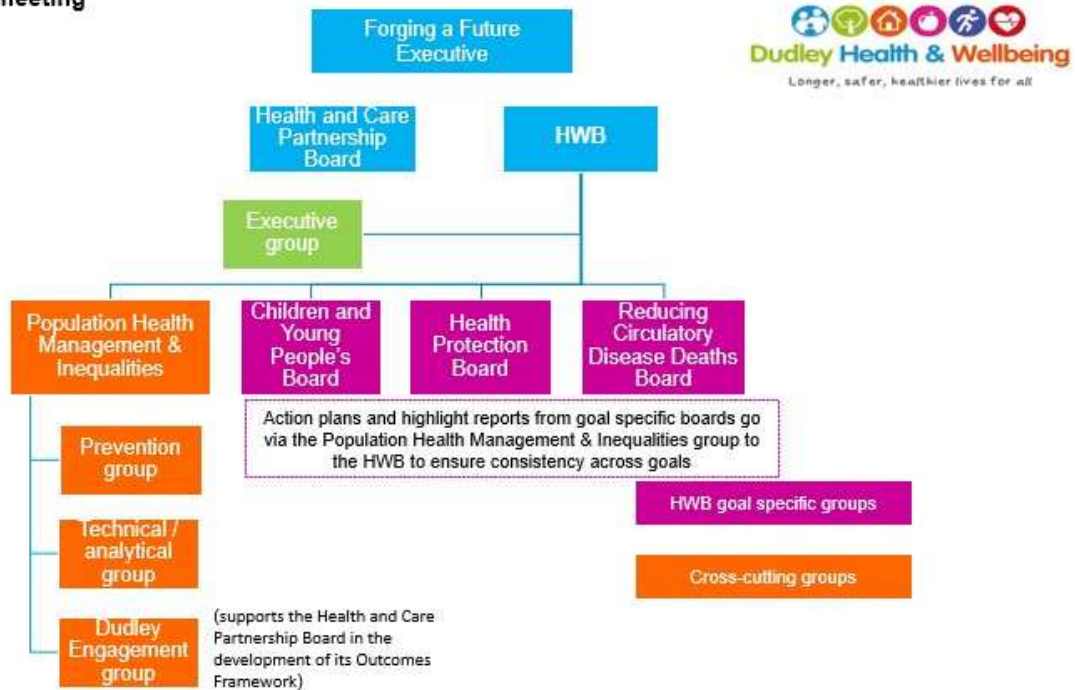 meeting
Forging a Future
Executive
Dudley Health & Wellbeing
Longer, safer, healthier lives for all
Health and Care
Partnership
Board
HWB
Executive
group
Population Health
Management &
Inequalities
Children and
Young
People's
Board
Health
Protection
Board
Reducing
Circulatory
Disease Deaths
Board
Action plans and highlight reports from goal specific boards go
via the Population Health Management & Inequalities group to
the HWB to ensure consistency across goals
Prevention
group
HWB goal specific groups
Technical /
analytical
group
Cross-cutting groups
Dudley
Engagement
group
(supports the Health and Care
Partnership Board in the
development of its Outcomes
Framework)